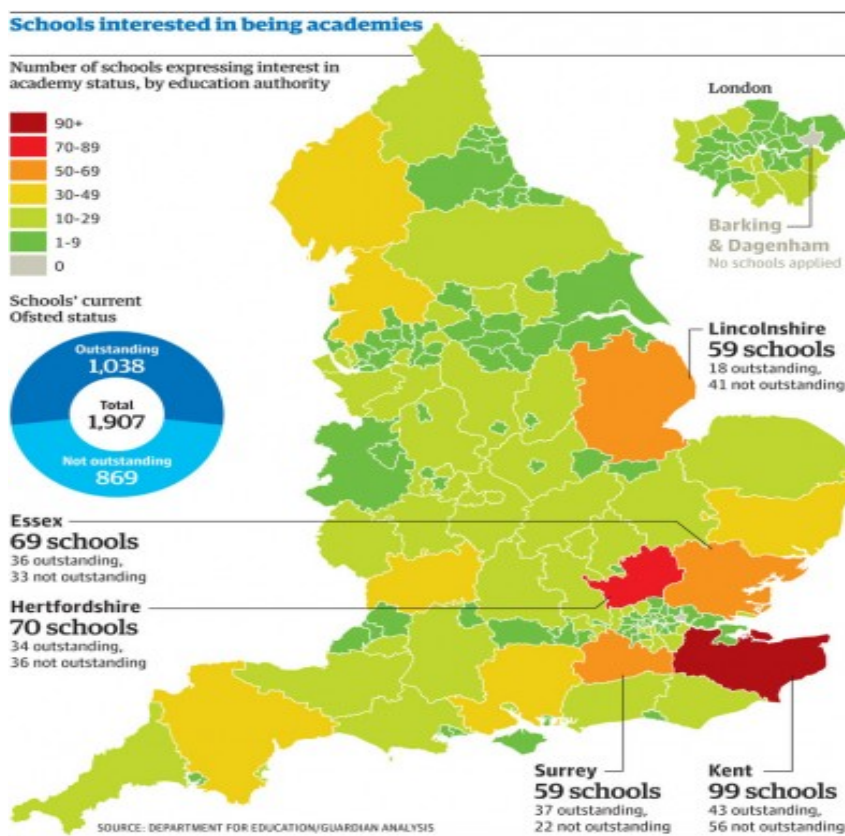 Schools interested in being academies
Number of schools expressing interest in
academy status, by education authority
90+
70-89
50-69
30-49
10-29
1-9
0
Schools' current
Ofsted status
Outstanding
1,038
Total
1,907
Not outstanding
869
London
Barking
& Dagenham
No schools applied
Lincolnshire
59 schools
18 outstanding,
41 not outstanding
Essex
69 schools
36 outstanding,
33 not outstanding
Hertfordshire
70 schools
34 outstanding,
36 not outstanding
Surrey
59 schools
37 outstanding,
22 not outstanding
Kent
99 schools
43 outstanding,
56 not outstanding
SOURCE: DEPARTMENT FOR EDUCATION/GUARDIAN ANALYSIS